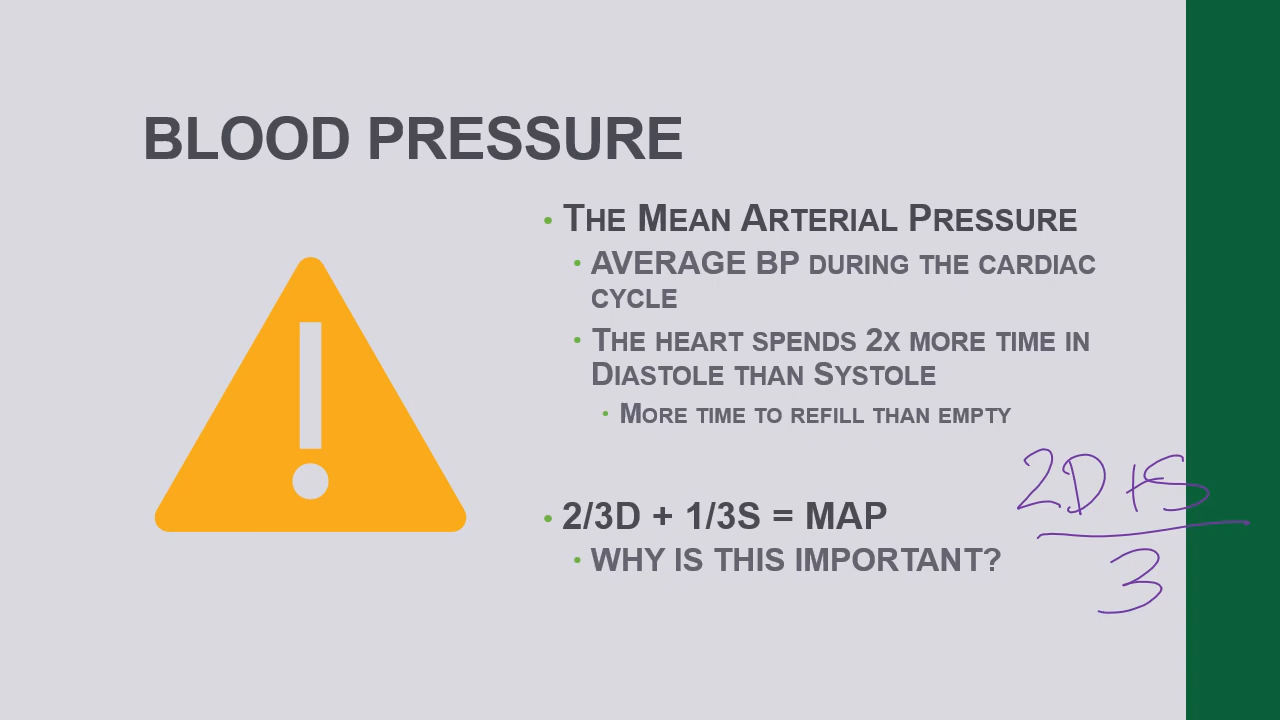 BLOOD PRESSURE
• THE MEAN ARTERIAL PRESSURE
• AVERAGE BP DURING THE CARDIAC
CYCLE
• THE HEART SPENDS 2X MORE TIME IN
DIASTOLE THAN SYSTOLE
• MORE TIME TO REFILL THAN EMPTY
• 2/3D + 1/3S = MAP
• WHY IS THIS IMPORTANT?
2D+S
3